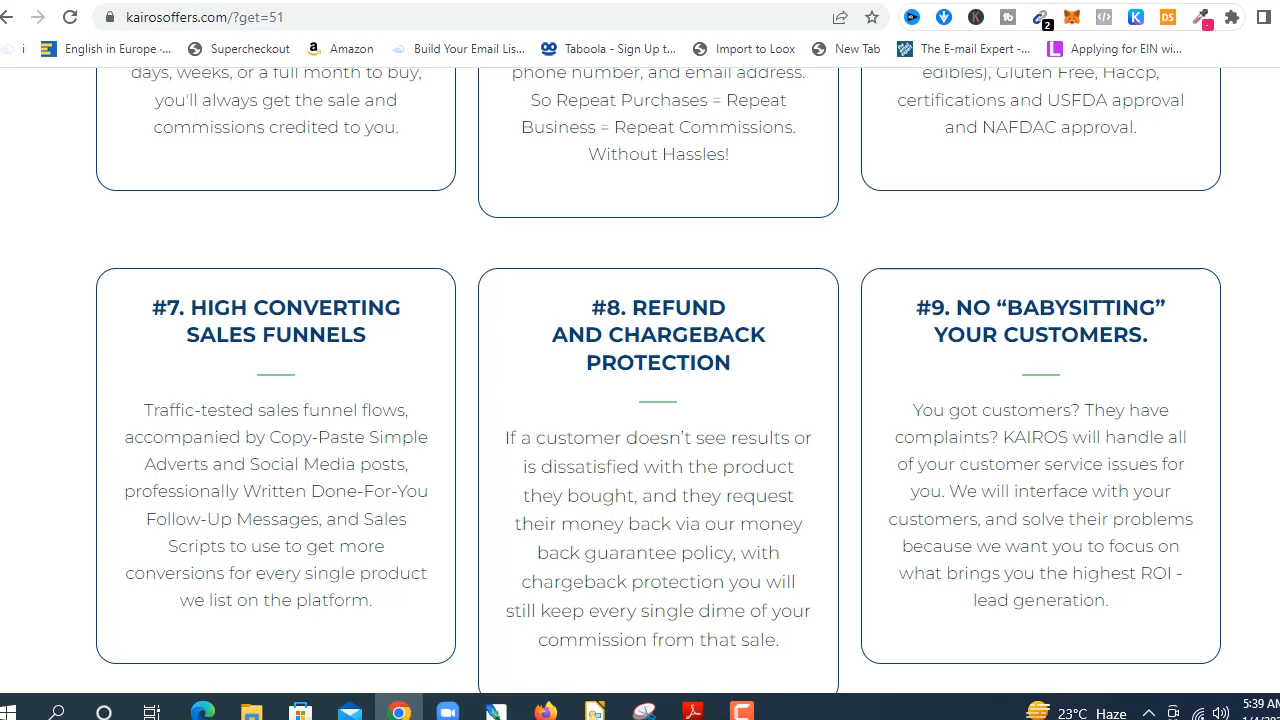 kairosoffers.com/?get=51
English in Europe -...
Supercheckout
Amazon
Build Your Email Lis...
Taboola - Sign Up t...
Import to Loox
New Tab
The E-mail Expert -...
Applying for EIN wi...
days, weeks, or a full month to buy,
you'll always get the sale and
commissions credited to you.
phone number, and email address.
So Repeat Purchases = Repeat
Business = Repeat Commissions.
Without Hassles!
edibles), Gluten Free, Haccp,
certifications and USFDA approval
and NAFDAC approval.
#7. HIGH CONVERTING
SALES FUNNELS
Traffic-tested sales funnel flows,
accompanied by Copy-Paste Simple
Adverts and Social Media posts,
professionally Written Done-For-You
Follow-Up Messages, and Sales
Scripts to use to get more
conversions for every single product
we list on the platform.
#8. REFUND
AND CHARGEBACK
PROTECTION
If a customer doesn't see results or
is dissatisfied with the product
they bought, and they request
their money back via our money
back guarantee policy, with
chargeback protection you will
still keep every single dime of your
commission from that sale.
#9. NO “BABYSITTING”
YOUR CUSTOMERS.
You got customers? They have
complaints? KAIROS will handle all
of your customer service issues for
you. We will interface with your
customers, and solve their problems
because we want you to focus on
what brings you the highest ROI -
lead generation.
23°C Haze
5:39 AM